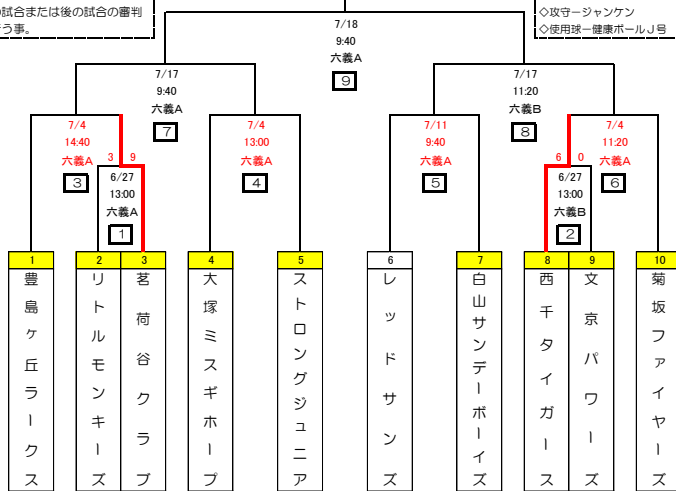 試合または後の試合の審判
う事。
◇攻守ージャンケン
◇使用球ー健康ボールJ号
7/18
9:40
六義A
9
7/17
9:40
六義A
7
7/17
11:20
六義B
8
7/4
14:40
六義A
3
3 9
6/27
13:00
六義A
1
7/4
13:00
六義A
4
7/11
9:40
六義A
5
6 0
6/27
13:00
六義B
2
7/4
11:20
六義A
6
1
豊島ヶ丘ラークス
2
リトルモンキーズ
3
茗荷谷クラブ
4
大塚ミスギホープ
5
ストロングジュニア
6
レッドサンズ
7
白山サンデーボーイズ
8
西千タイガース
9
文京パワーズ
10
菊坂ファイヤーズ